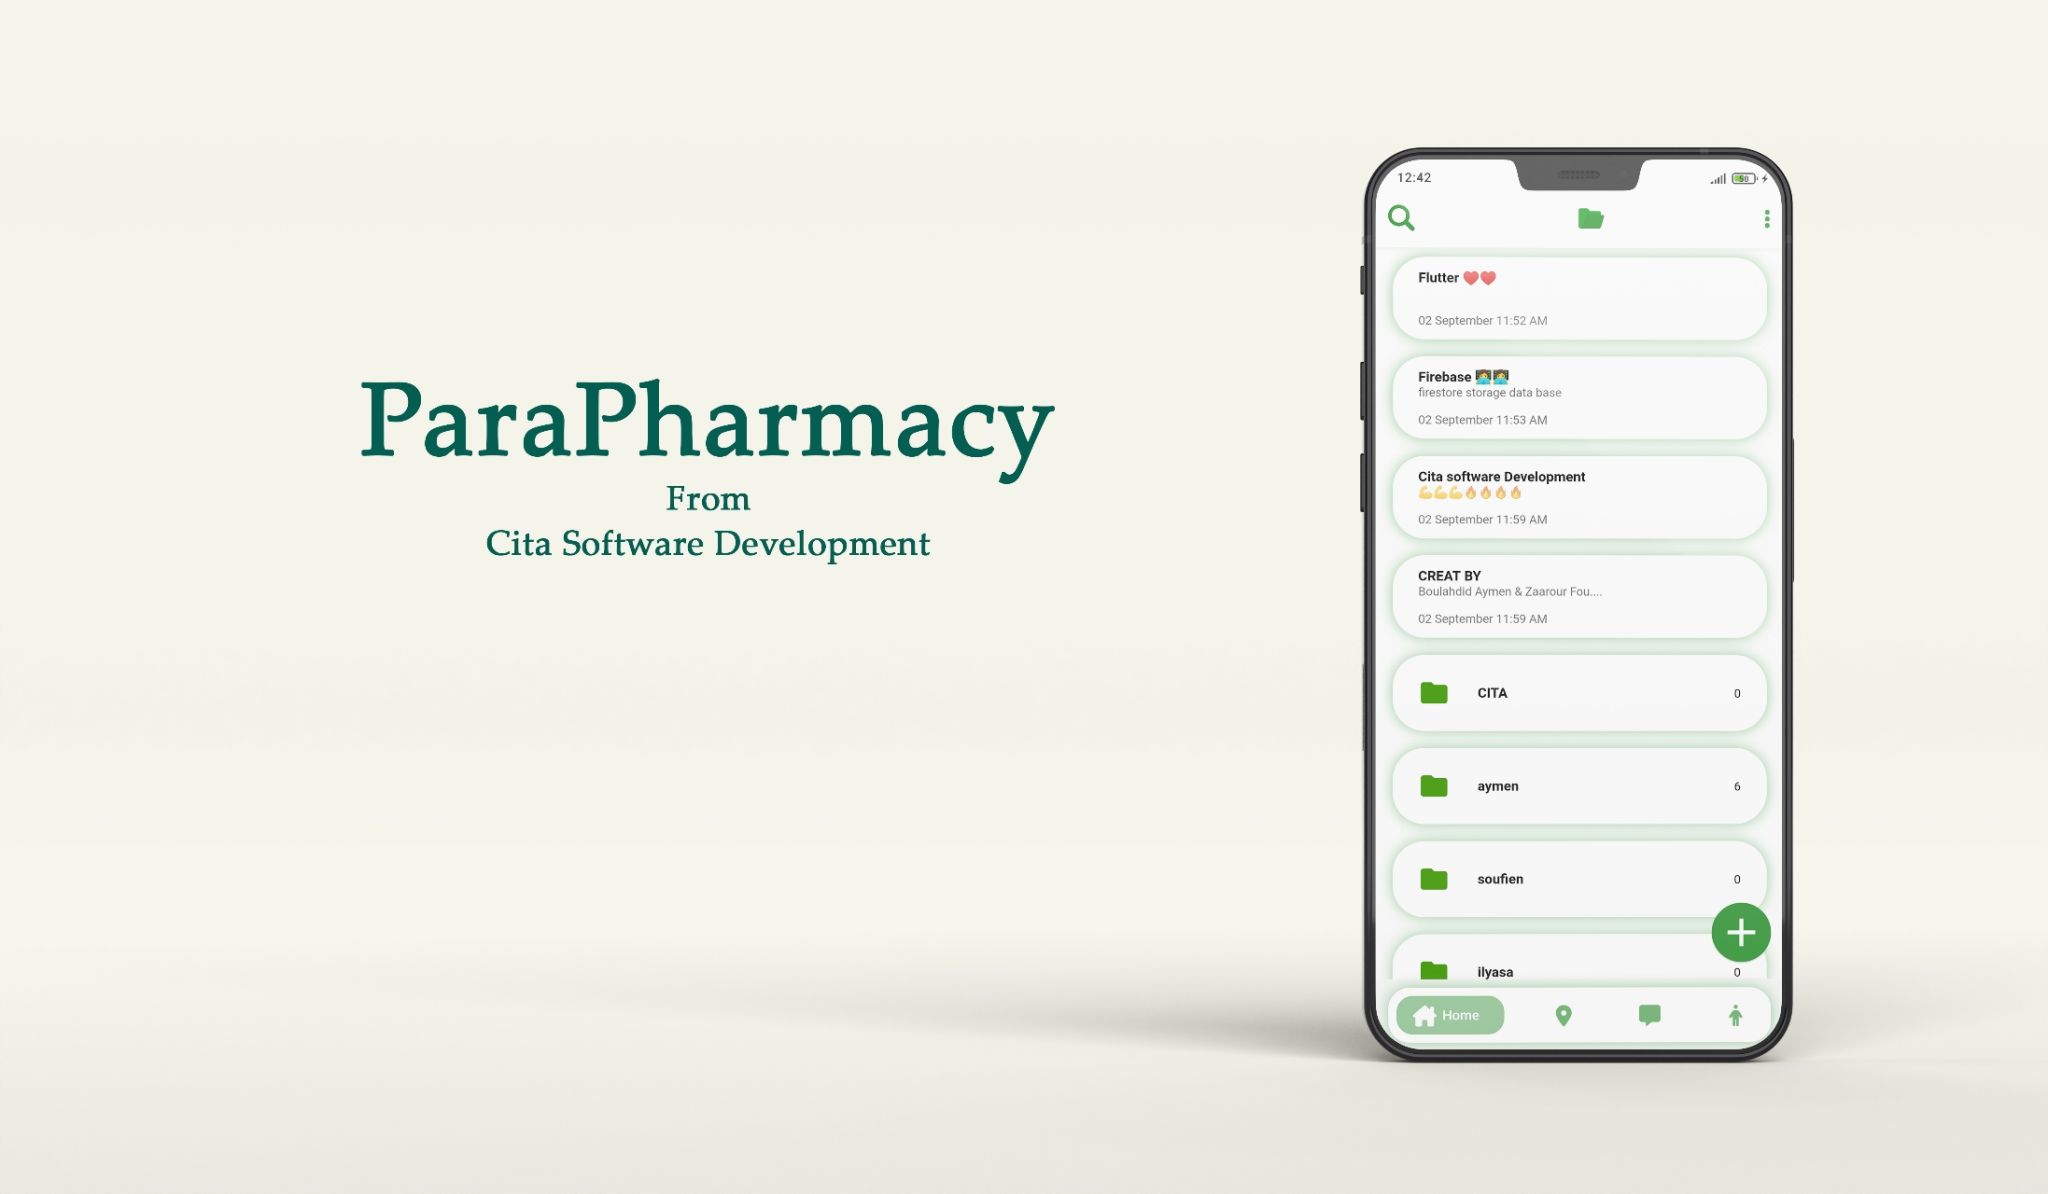 ParaPharmacy
From
Cita Software Development
12:42
50
Flutter ❤️❤️
02 September 11:52 AM
Firebase 👩‍💻👩‍💻
firestore storage data base
02 September 11:53 AM
Cita software Development
💪💪💪🔥🔥🔥🔥
02 September 11:59 AM
CREAT BY
Boulahdid Aymen & Zaarour Fou....
02 September 11:59 AM
CITA 0
aymen 6
soufien 0
ilyasa 0
Home